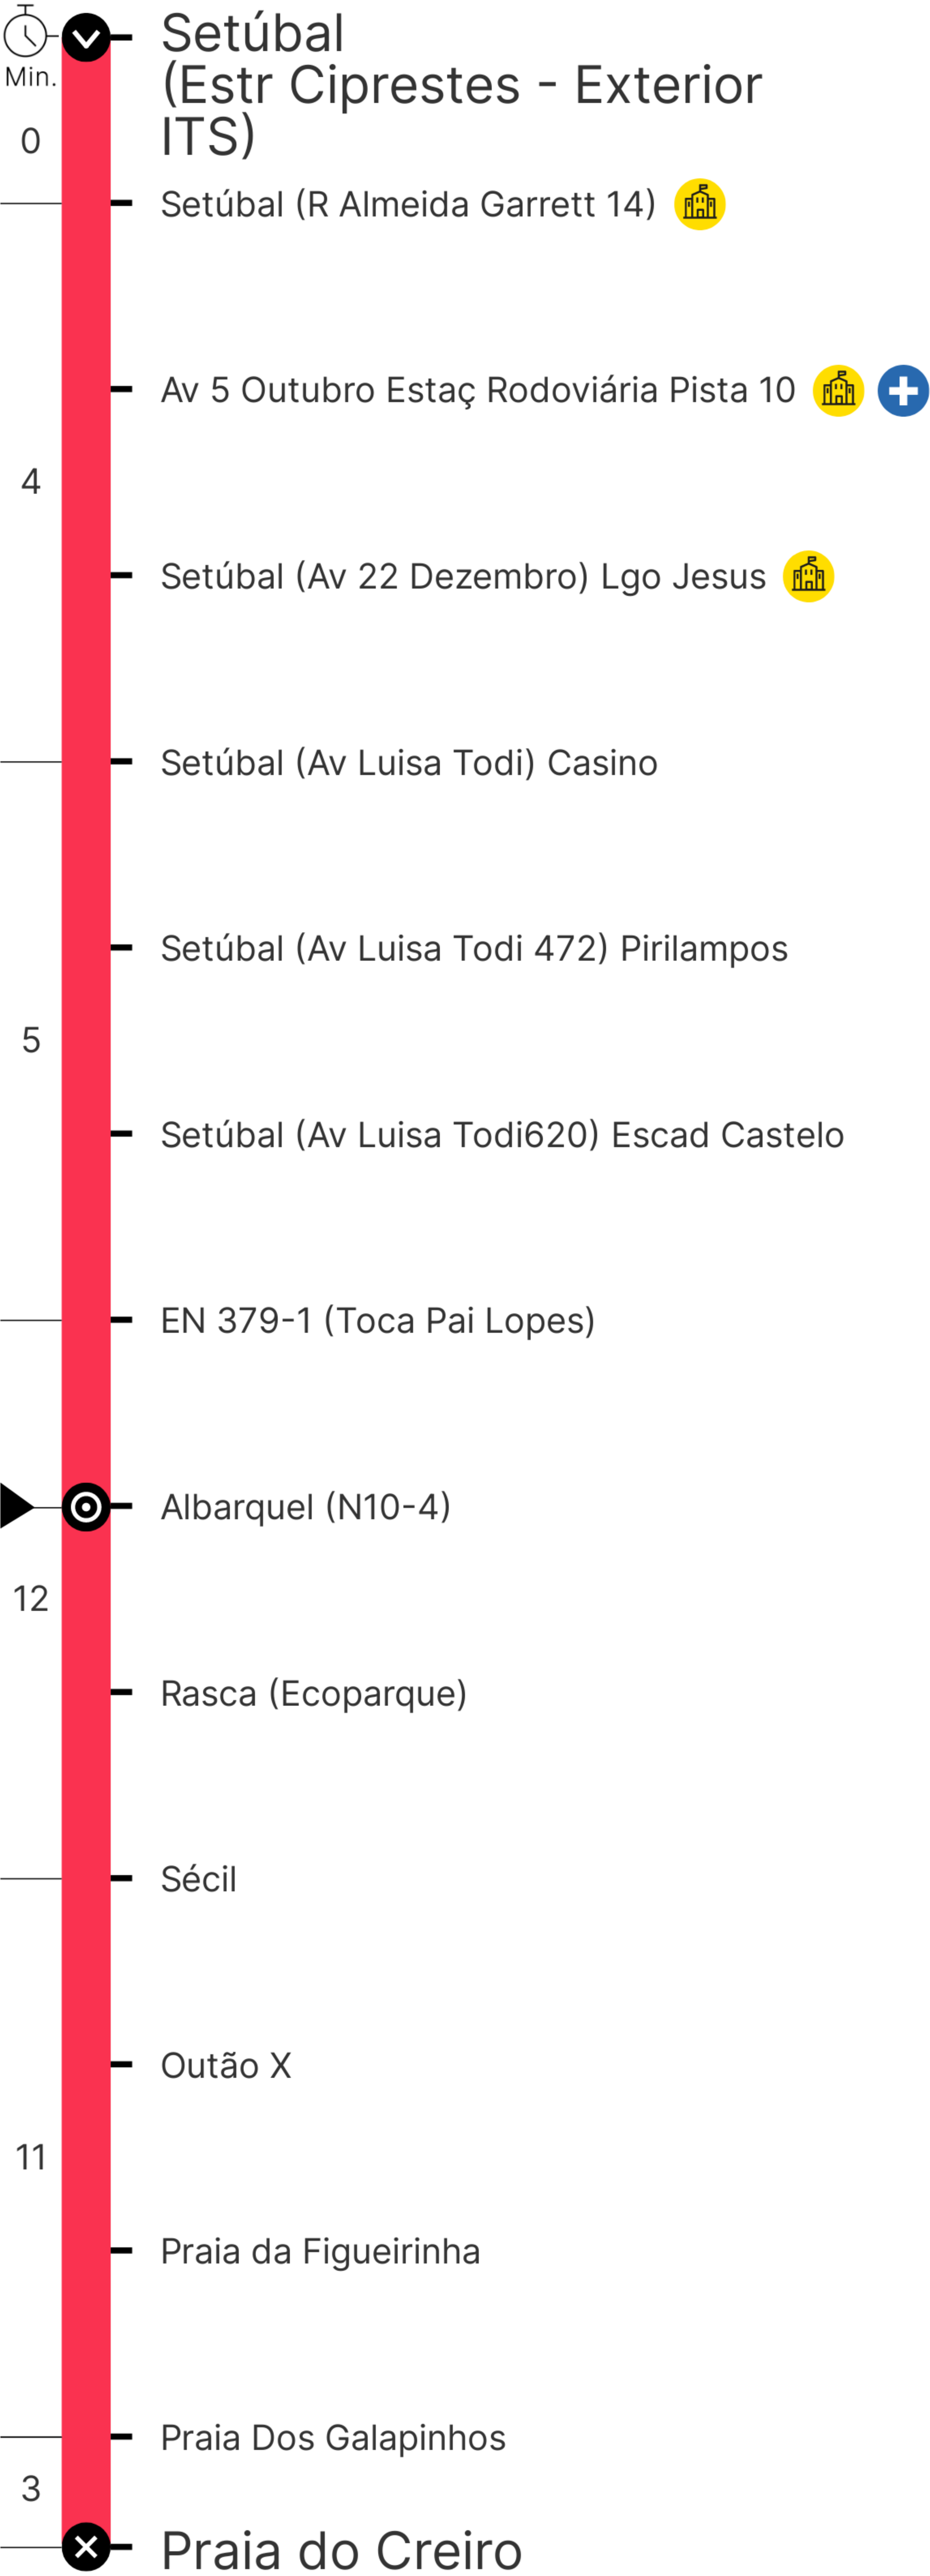 Min.
Setúbal
(Estr Ciprestes - Exterior
ITS)
0
Setúbal (R Almeida Garrett 14)
Av 5 Outubro Estaç Rodoviária Pista 10
4
Setúbal (Av 22 Dezembro) Lgo Jesus
Setúbal (Av Luisa Todi) Casino
Setúbal (Av Luisa Todi 472) Pirilampos
5
Setúbal (Av Luisa Todi620) Escad Castelo
EN 379-1 (Toca Pai Lopes)
Albarquel (N10-4)
12
Rasca (Ecoparque)
Sécil
Outão X
11
Praia da Figueirinha
Praia Dos Galapinhos
3
Praia do Creiro